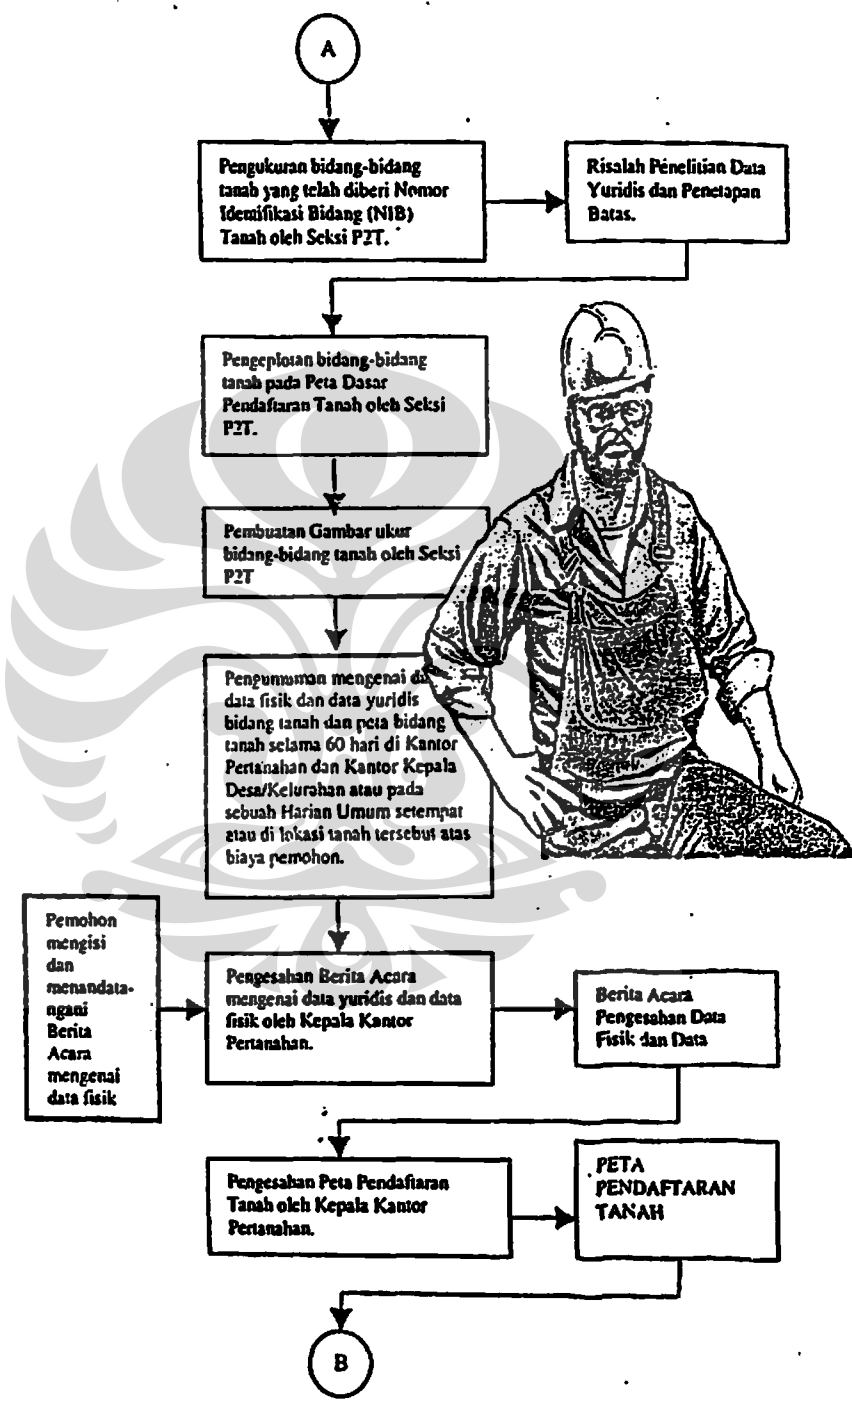 A
Pengukuran bidang-bidang
tanah yang telah diberi Nomor
Identifikasi Bidang (NIB)
Tanah oleh Seksi P2T.
Risalah Penelitian Data
Yuridis dan Penetapan
Batas.
Pengeplotan bidang-bidang
tanah pada Peta Dasar
Pendaftaran Tanah oleh Seksi
P2T.
Pembuatan Gambar ukur
bidang-bidang tanah oleh Seksi
P2T
Pengumuman mengenai
data fisik dan data yuridis
bidang tanah dan peta bidang
tanah selama 60 hari di Kantor
Pertanahan dan Kantor Kepala
Desa/Kelurahan atau pada
sebuah Harian Umum setempat
atau di lokasi tanah tersebut atas
biaya pemohon.
Pemohon
mengisi
dan
menandata-
ngani
Berita
Acara
mengenai
data fisik
Pengesahan Berita Acara
mengenai data yuridis dan data
fisik oleh Kepala Kantor
Pertanahan.
Berita Acara
Pengesahan Data
Fisik dan Data
Pengesahan Peta Pendaftaran
Tanah oleh Kepala Kantor
Pertanahan.
PETA
PENDAFTARAN
TANAH
B